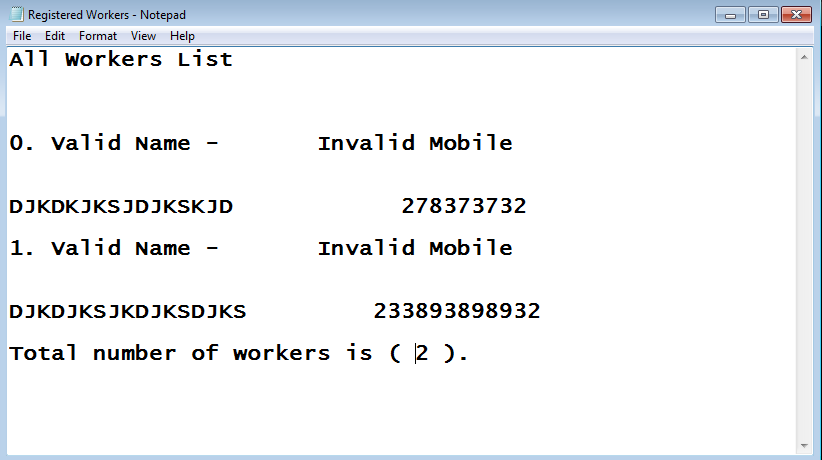 Registered Workers - Notepad
File Edit Format View Help
All Workers List
0. Valid Name - Invalid Mobile
DJKDKJKSJDJKSKJD 278373732
1. Valid Name - Invalid Mobile
DJKDJKSJKDJKSDJKS 233893898932
Total number of workers is ( 2 ).